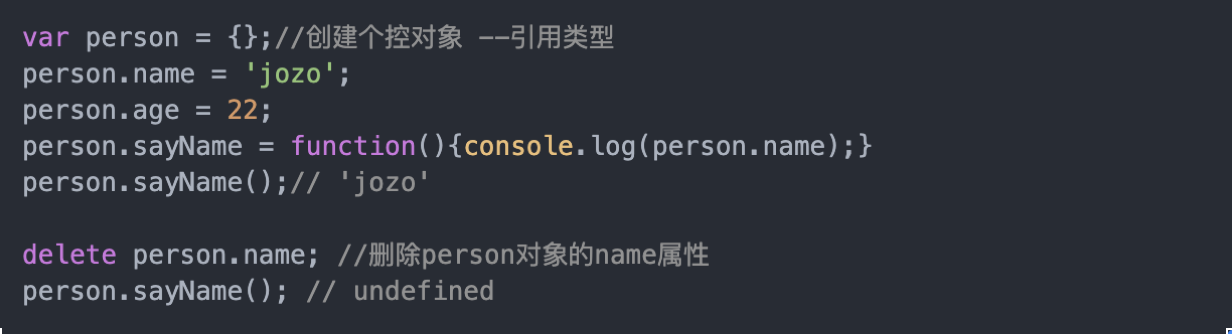 var person = {};//创建个控对象 --引用类型
person.name = 'jozo';
person.age = 22;
person.sayName = function(){console.log(person.name);}
person.sayName();// 'jozo'
delete person.name; //删除person对象的name属性
person.sayName(); // undefined